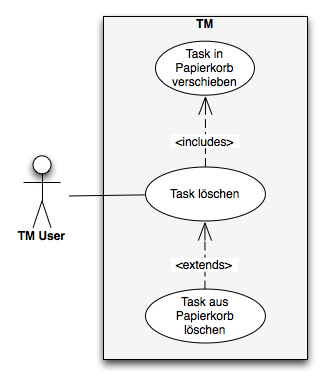 TM
Task in
Papierkorb
verschieben
<includes>
Task löschen
TM User
<extends>
Task aus
Papierkorb
löschen